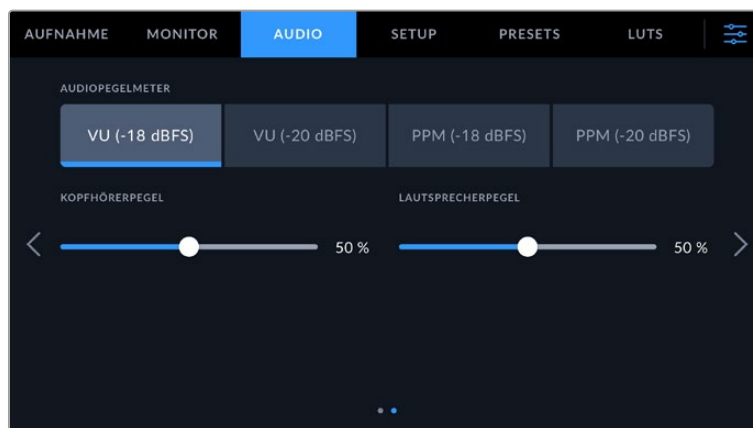 AUFNAHME MONITOR AUDIO SETUP PRESETS LUTS
AUDIOPEGELMETER
VU (-18 dBFS) VU (-20 dBFS) PPM (-18 dBFS) PPM (-20 dBFS)
KOPFHÖRERPEGEL LAUTSPRECHERPEGEL
50 % 50 %